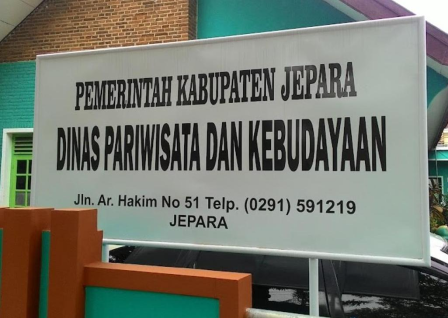 PEMERINTAH KABUPATEN JEPARA
DINAS PARIWISATA DAN KEBUDAYAAN
Jln. Ar. Hakim No 51 Telp. (0291) 591219
JEPARA